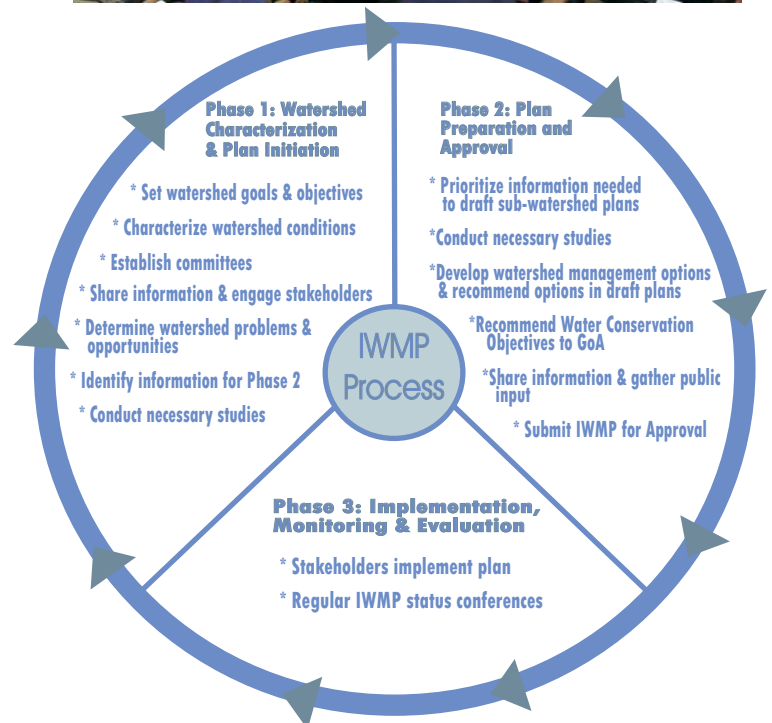 Phase 1: Watershed
Characterization
& Plan Initiation
* Set watershed goals & objectives
* Characterize watershed conditions
* Establish committees
* Share information & engage stakeholders
* Determine watershed problems &
opportunities
* Identify information for Phase 2
* Conduct necessary studies
Phase 2: Plan
Preparation and
Approval
* Prioritize information needed
to draft sub-watershed plans
*Conduct necessary studies
*Develop watershed management options
& recommend options in draft plans
*Recommend Water Conservation
Objectives to GoA
*Share information & gather public
input
* Submit IWMP for Approval
IWMP
Process
Phase 3: Implementation,
Monitoring & Evaluation
* Stakeholders implement plan
* Regular IWMP status conferences